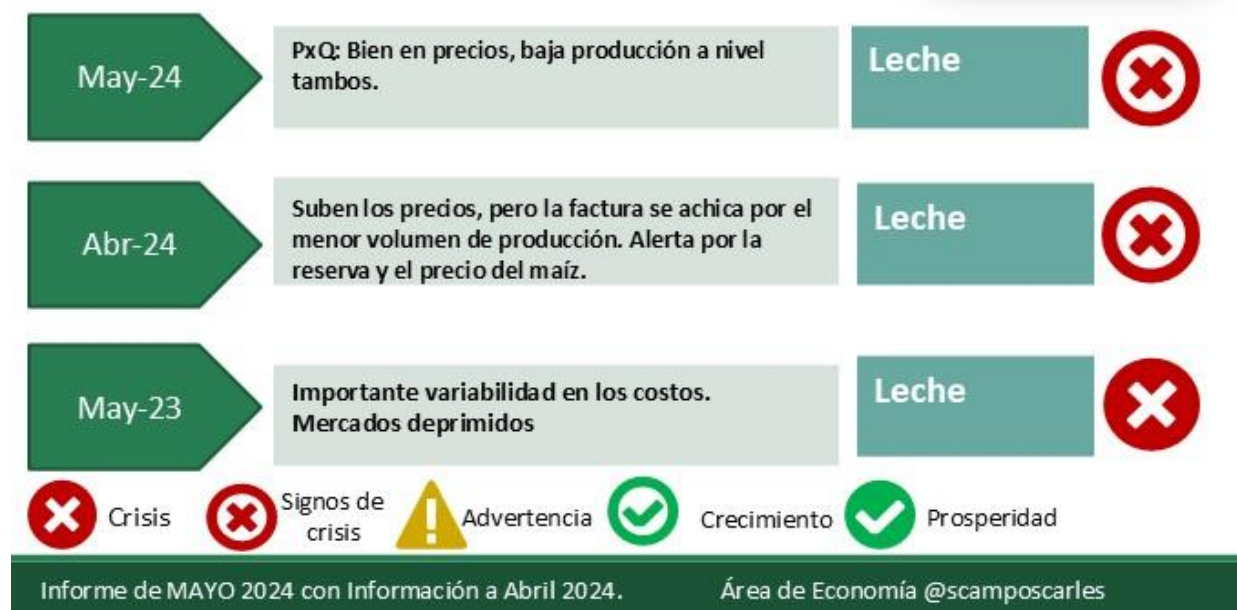 May-24
PxQ: Bien en precios, baja producción a nivel
tambos.
Leche
Abr-24
Suben los precios, pero la factura se achica por el
menor volumen de producción. Alerta por la
reserva y el precio del maíz.
Leche
May-23
Importante variabilidad en los costos.
Mercados deprimidos
Leche
Crisis
Signos de
crisis
Advertencia
Crecimiento
Prosperidad
Informe de MAYO 2024 con Información a Abril 2024.
Área de Economía @scamposcarles